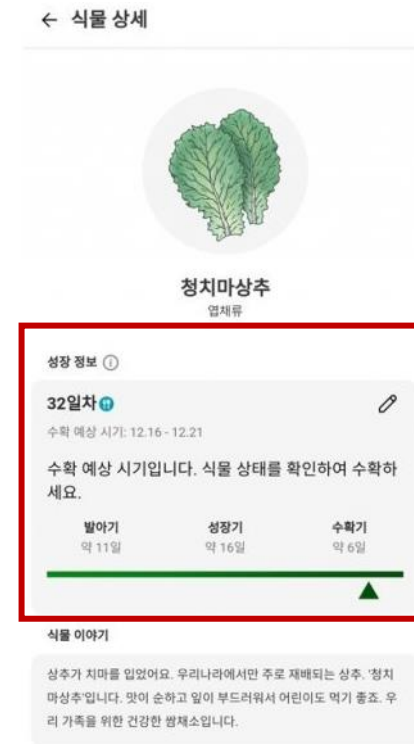 ← 식물 상세
청치마상추
엽채류
성장 정보 ⓘ
32일차
수확 예상 시기: 12.16 - 12.21
수확 예상 시기입니다. 식물 상태를 확인하여 수확하
세요.
발아기 성장기 수확기
약 11일 약 16일 약 6일
식물 이야기
상추가 치마를 입었어요. 우리나라에서만 주로 재배되는 상추. '청치
마상추'입니다. 맛이 순하고 잎이 부드러워서 어린이도 먹기 좋죠. 우
리 가족을 위한 건강한 쌈채소입니다.